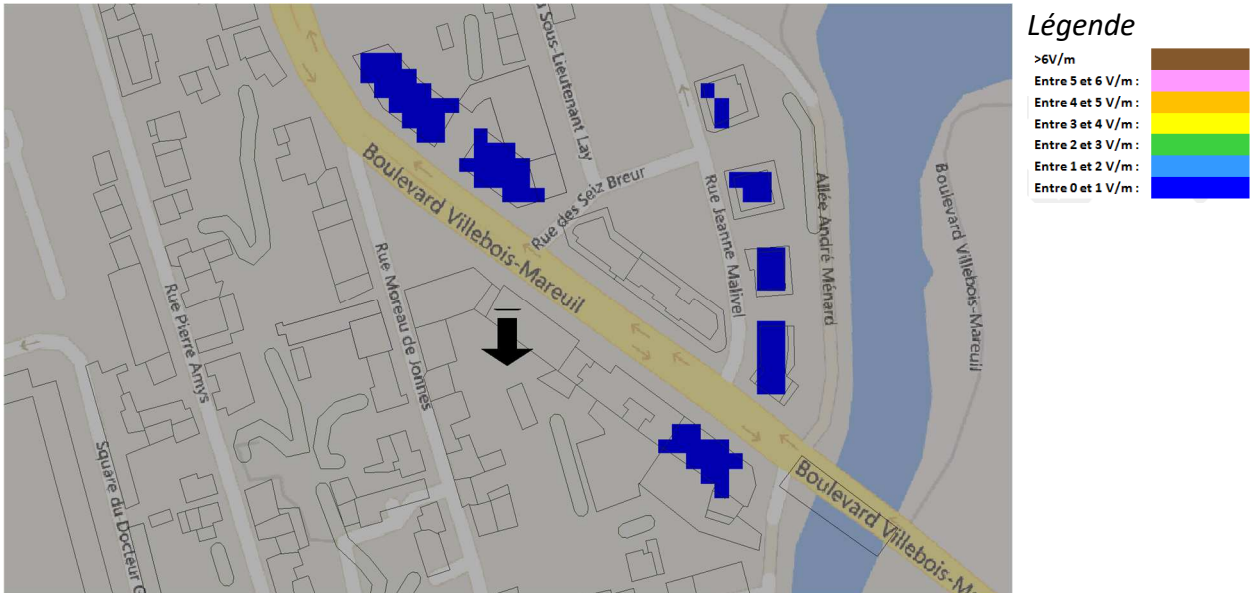 Légende
>6V/m
Entre 5 et 6 V/m :
Entre 4 et 5 V/m :
Entre 3 et 4 V/m :
Entre 2 et 3 V/m :
Entre 1 et 2 V/m :
Entre 0 et 1 V/m :
Sous-Lieutenant Lay
Boulevard Villebois-Mareuil
Rue des Seiz Breur
Rue Jeanne Malivel
Allée André Ménard
Boulevard Villebois-Mareuil
Rue Pierre Amys
Rue Moreau de Jonnes
Square du Docteur G
Boulevard Villebois-M